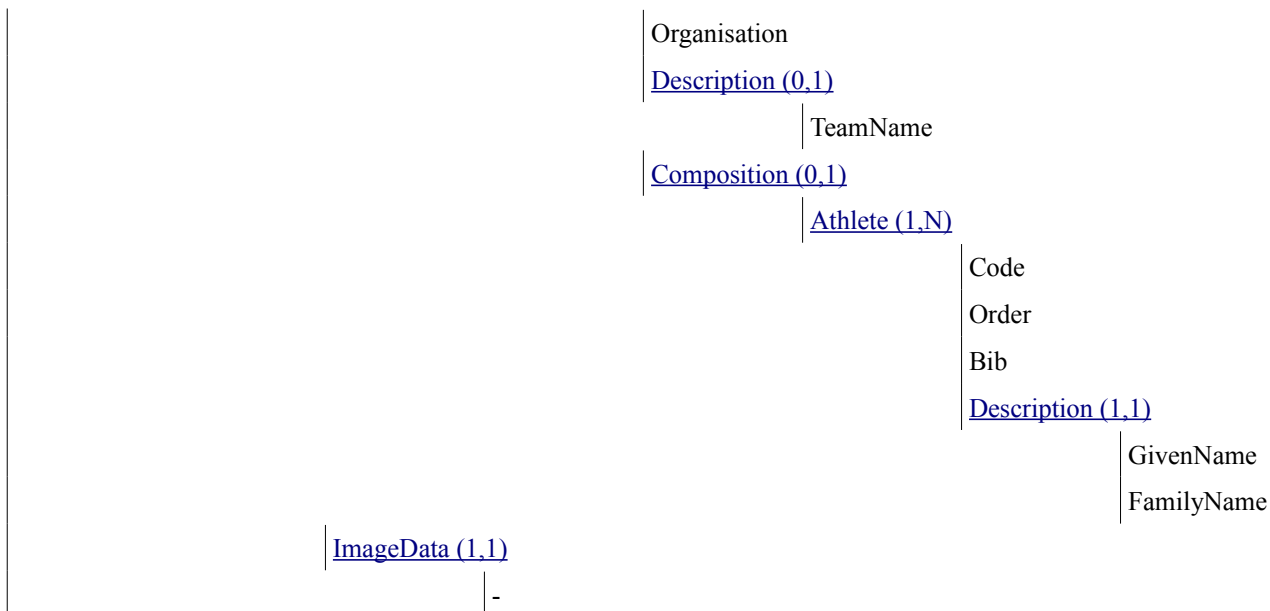 Organisation
Description (0,1)
TeamName
Composition (0,1)
Athlete (1,N)
Code
Order
Bib
Description (1,1)
GivenName
FamilyName
ImageData (1,1)
-